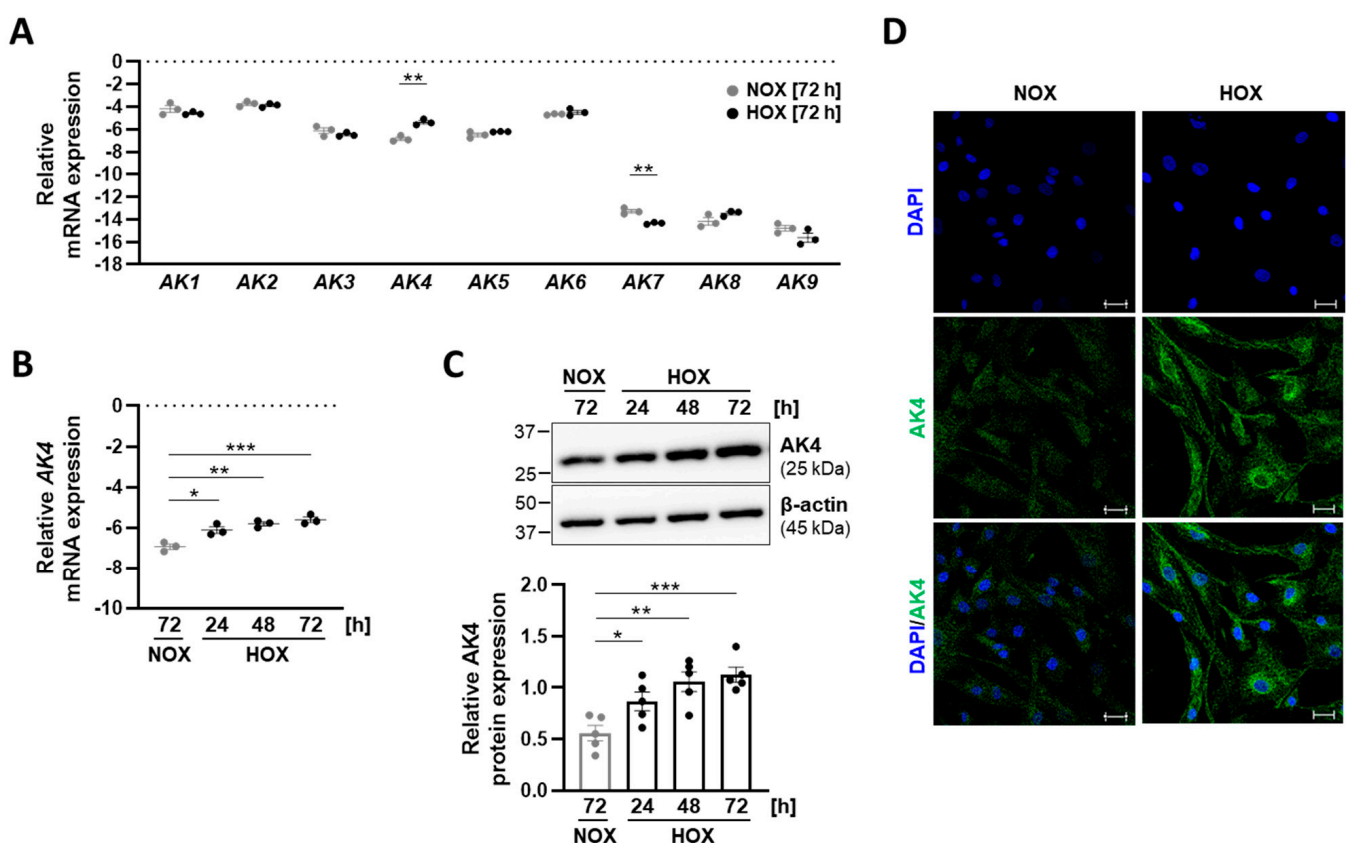 A
Relative
mRNA expression
0
-2
-4
-6
-8
-10
-12
-14
-16
-18
**
**
NOX [72 h]
HOX [72 h]
AK1 AK2 AK3 AK4 AK5 AK6 AK7 AK8 AK9
B
Relative AK4
mRNA expression
0
-2
-4
-6
-8
-10
***
**
*
72 24 48 72 [h]
NOX HOX
C
NOX HOX
72 24 48 72 [h]
37
25
AK4
(25 kDa)
50
37
β-actin
(45 kDa)
Relative AK4
protein expression
2.0
1.5
1.0
0.5
0.0
***
**
*
72 24 48 72 [h]
NOX HOX
D
NOX HOX
DAPI
AK4
DAPI/AK4